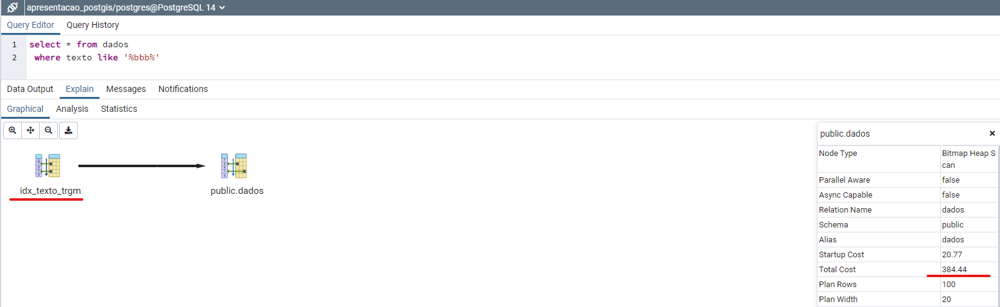 apresentacao_postgis/postgres@PostgreSQL 14
Query Editor Query History
1 select * from dados
2 where texto like '%bbb%'
Data Output Explain Messages Notifications
Graphical Analysis Statistics
idx_texto_trgm
public.dados
public.dados ×
Node Type Bitmap Heap S
can
Parallel Aware false
Async Capable false
Relation Name dados
Schema public
Alias dados
Startup Cost 20.77
Total Cost 384.44
Plan Rows 100
Plan Width 20